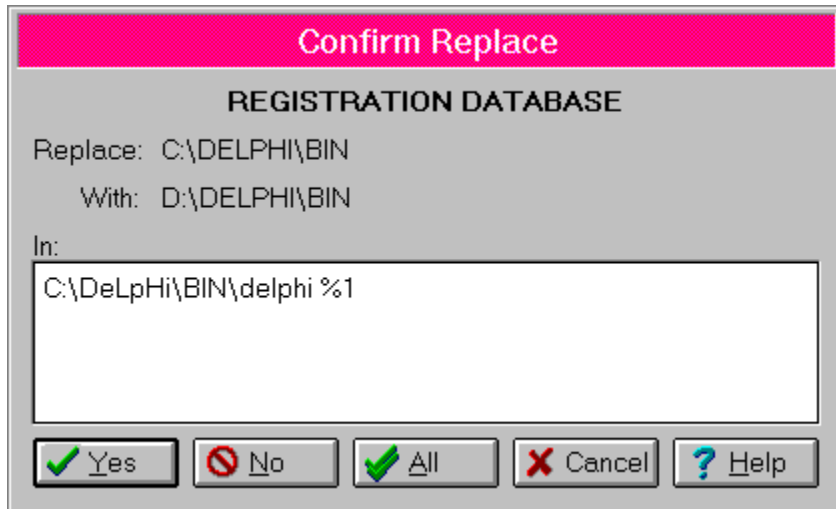 Confirm Replace
REGISTRATION DATABASE
Replace: C:\DELPHI\BIN
With: D:\DELPHI\BIN
In:
C:\DeLpHi\BIN\delphi %1
Yes No All Cancel ? Help